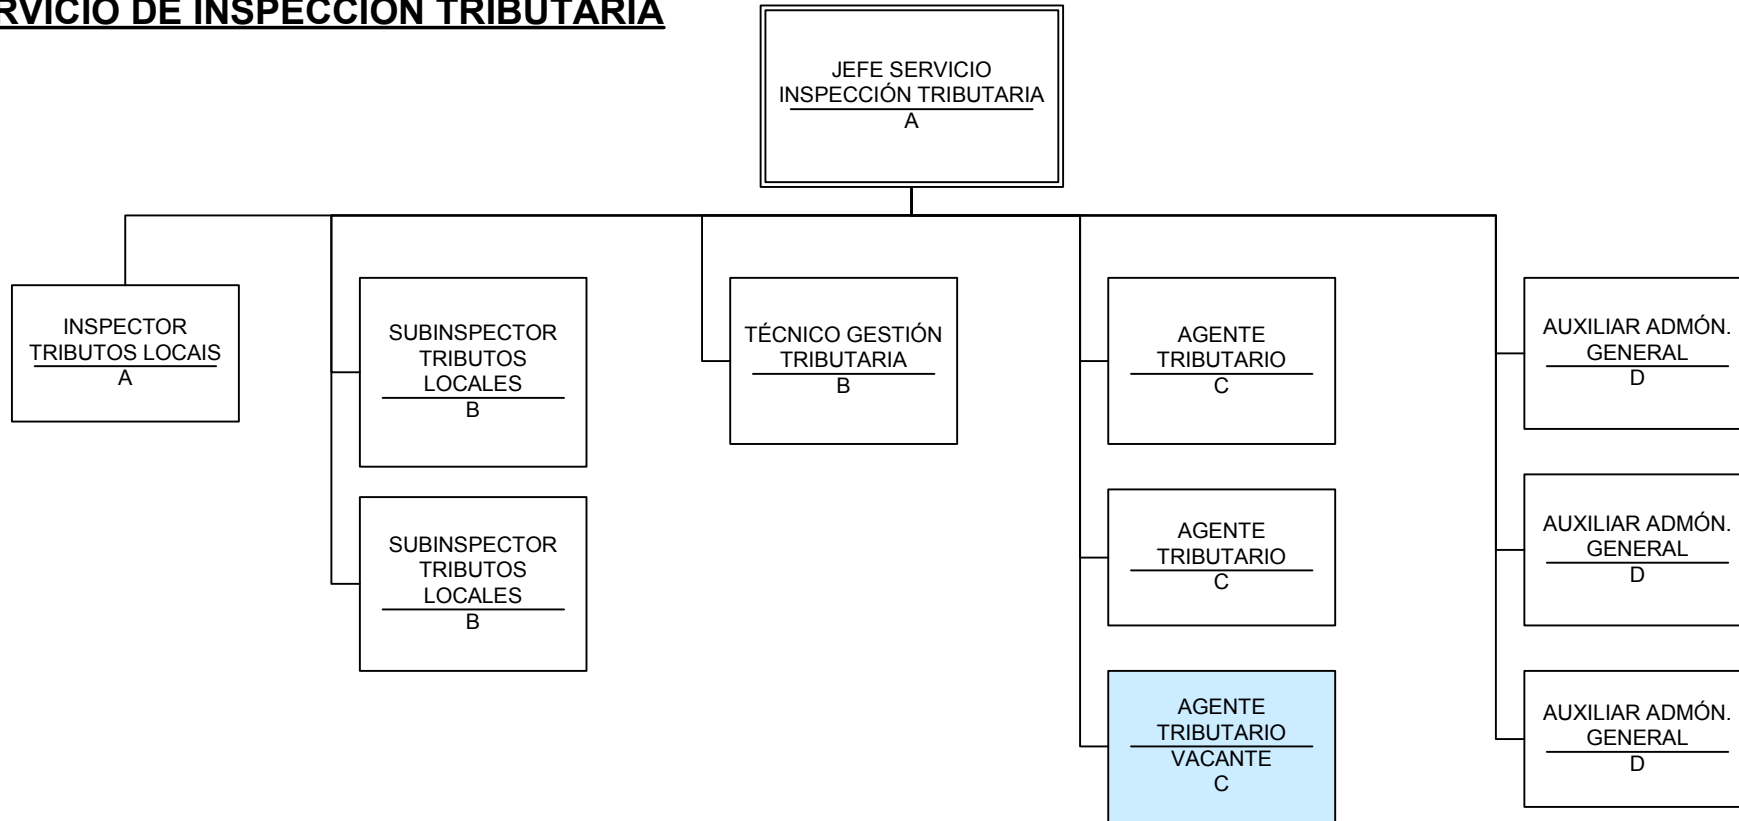 RVICIO DE INSPECCIÓN TRIBUTARIA
JEFE SERVICIO
INSPECCIÓN TRIBUTARIA
A
INSPECTOR
TRIBUTOS LOCAIS
A
SUBINSPECTOR
TRIBUTOS
LOCALES
B
SUBINSPECTOR
TRIBUTOS
LOCALES
B
TÉCNICO GESTIÓN
TRIBUTARIA
B
AGENTE
TRIBUTARIO
C
AGENTE
TRIBUTARIO
C
AGENTE
TRIBUTARIO
VACANTE
C
AUXILIAR ADMÓN.
GENERAL
D
AUXILIAR ADMÓN.
GENERAL
D
AUXILIAR ADMÓN.
GENERAL
D